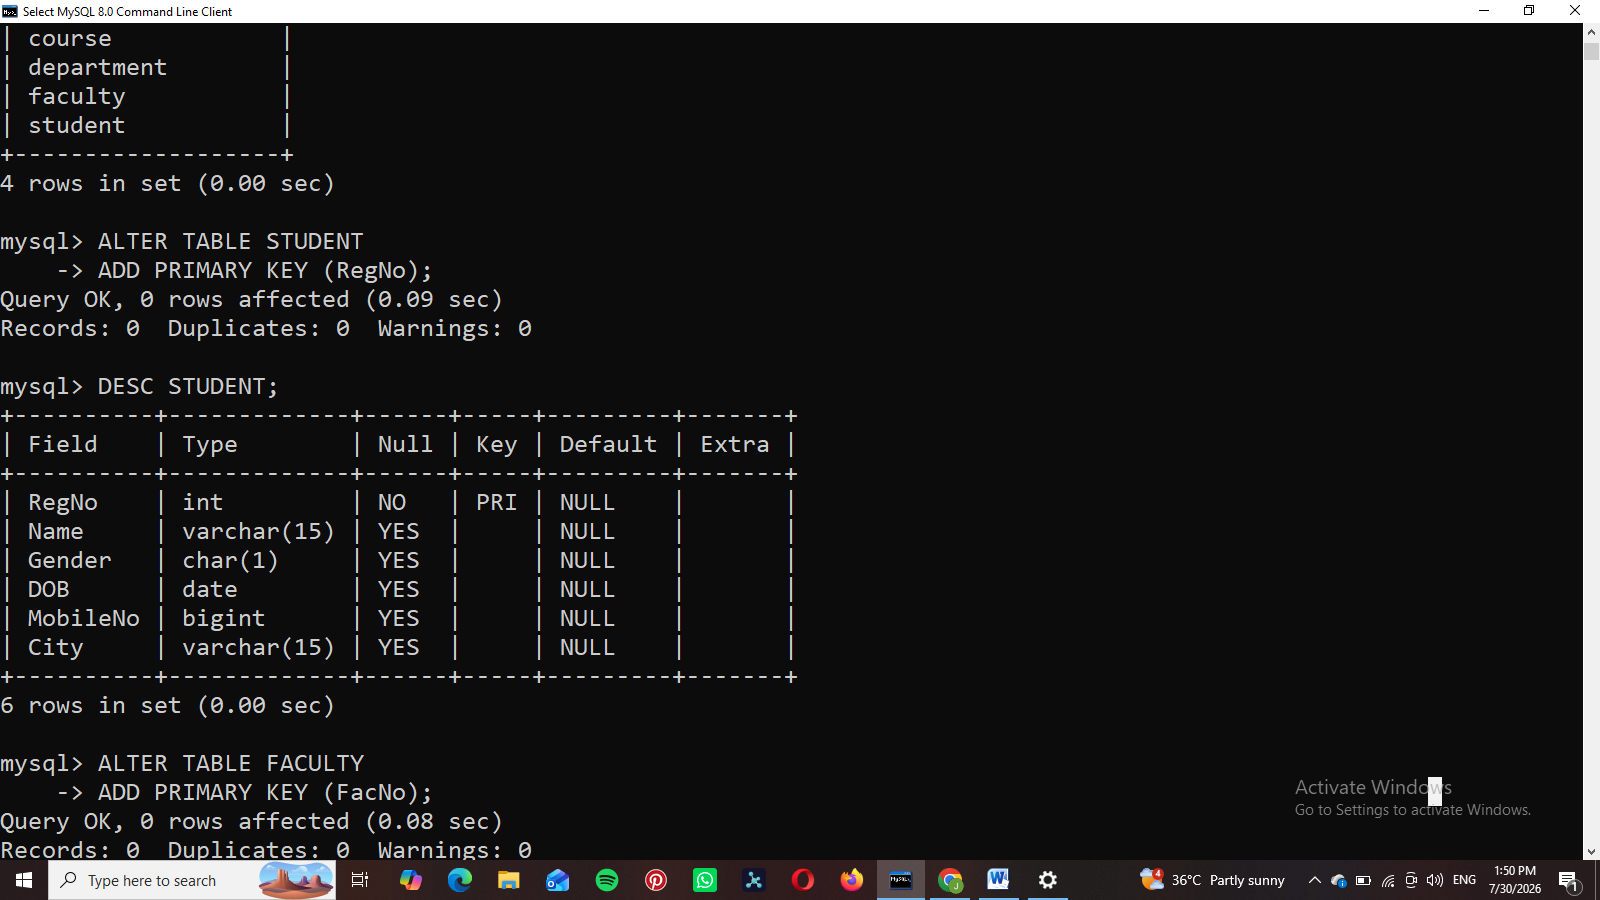 Select MySQL 8.0 Command Line Client
| course            |
| department        |
| faculty           |
| student           |
+-------------------+
4 rows in set (0.00 sec)
mysql> ALTER TABLE STUDENT
    -> ADD PRIMARY KEY (RegNo);
Query OK, 0 rows affected (0.09 sec)
Records: 0  Duplicates: 0  Warnings: 0
mysql> DESC STUDENT;
+----------+-------------+------+-----+---------+-------+
| Field    | Type        | Null | Key | Default | Extra |
+----------+-------------+------+-----+---------+-------+
| RegNo    | int         | NO   | PRI | NULL    |       |
| Name     | varchar(15) | YES  |     | NULL    |       |
| Gender   | char(1)     | YES  |     | NULL    |       |
| DOB      | date        | YES  |     | NULL    |       |
| MobileNo | bigint      | YES  |     | NULL    |       |
| City     | varchar(15) | YES  |     | NULL    |       |
+----------+-------------+------+-----+---------+-------+
6 rows in set (0.00 sec)
mysql> ALTER TABLE FACULTY
    -> ADD PRIMARY KEY (FacNo);
Query OK, 0 rows affected (0.08 sec)
Records: 0  Duplicates: 0  Warnings: 0
Activate Windows
Go to Settings to activate Windows.
Type here to search
36°C Partly sunny
ENG
1:50 PM
7/30/2026